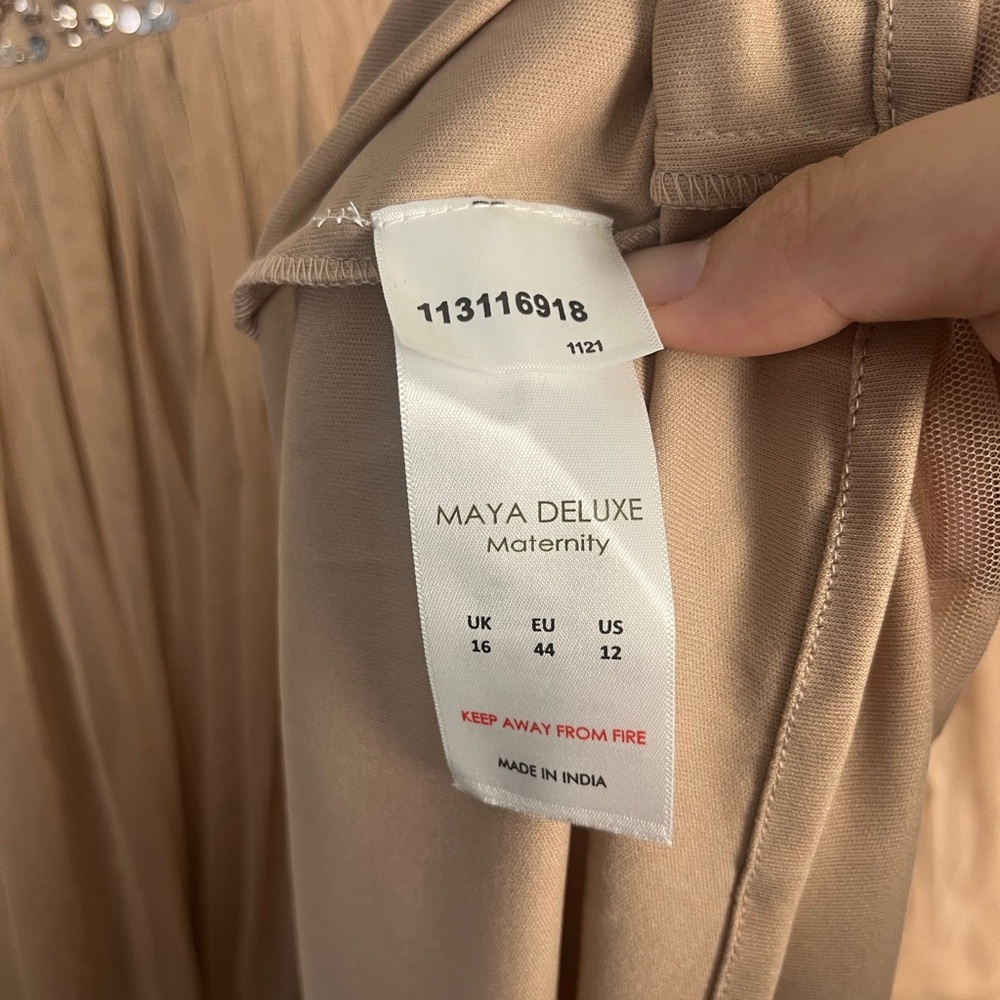 113116918
1121
MAYA DELUXE
Maternity
UK EU US
16 44 12
KEEP AWAY FROM FIRE
MADE IN INDIA